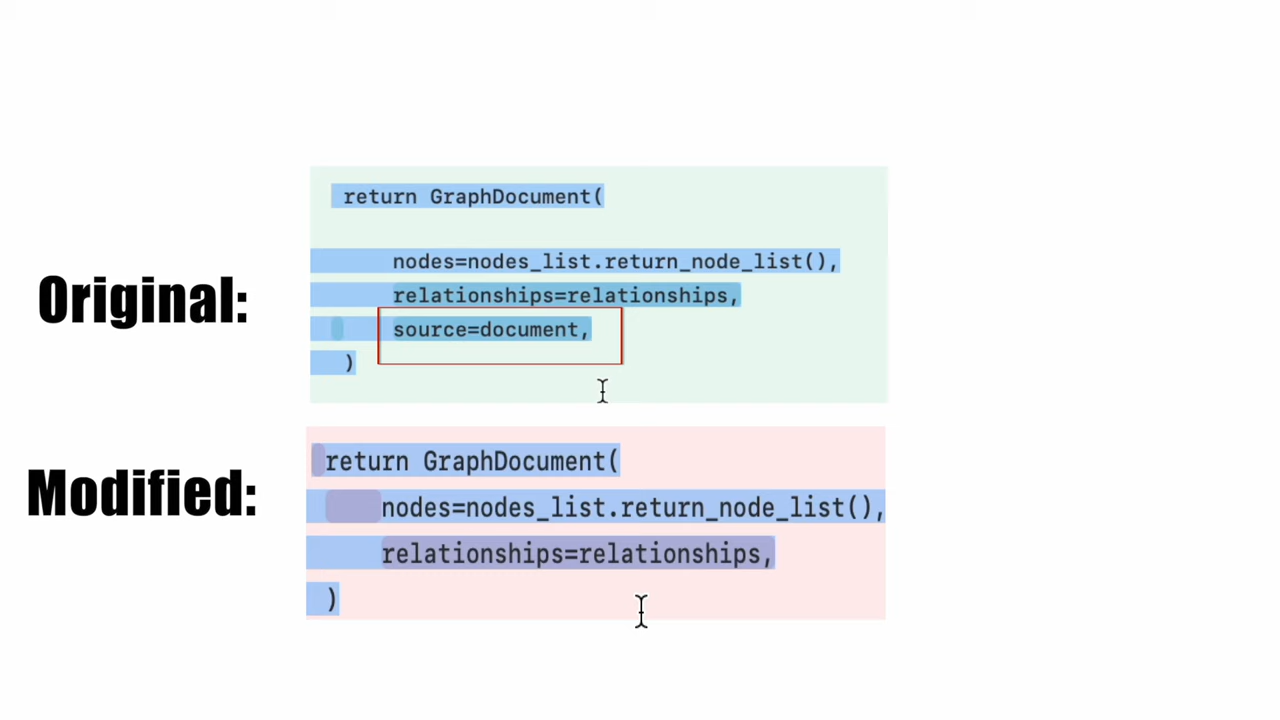 Original:
return GraphDocument(
nodes=nodes_list.return_node_list(),
relationships=relationships,
source=document,
)
Modified:
return GraphDocument(
nodes=nodes_list.return_node_list(),
relationships=relationships,
)